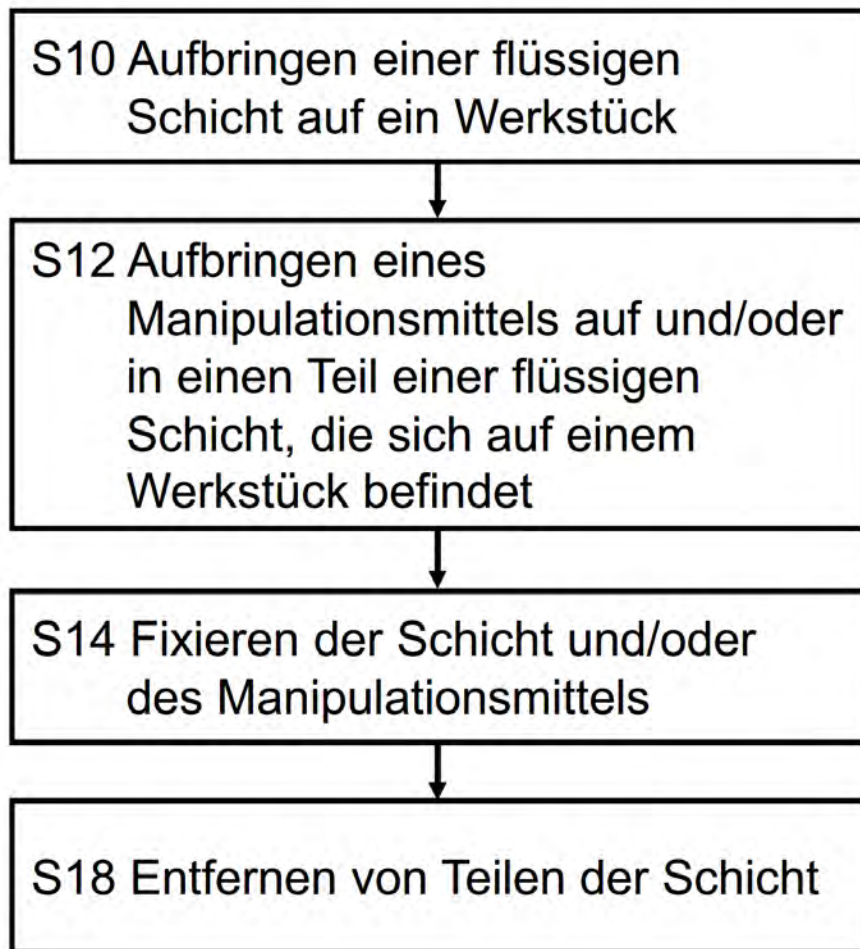 S10 Aufbringen einer flüssigen
Schicht auf ein Werkstück
S12 Aufbringen eines
Manipulationsmittels auf und/oder
in einen Teil einer flüssigen
Schicht, die sich auf einem
Werkstück befindet
S14 Fixieren der Schicht und/oder
des Manipulationsmittels
S18 Entfernen von Teilen der Schicht